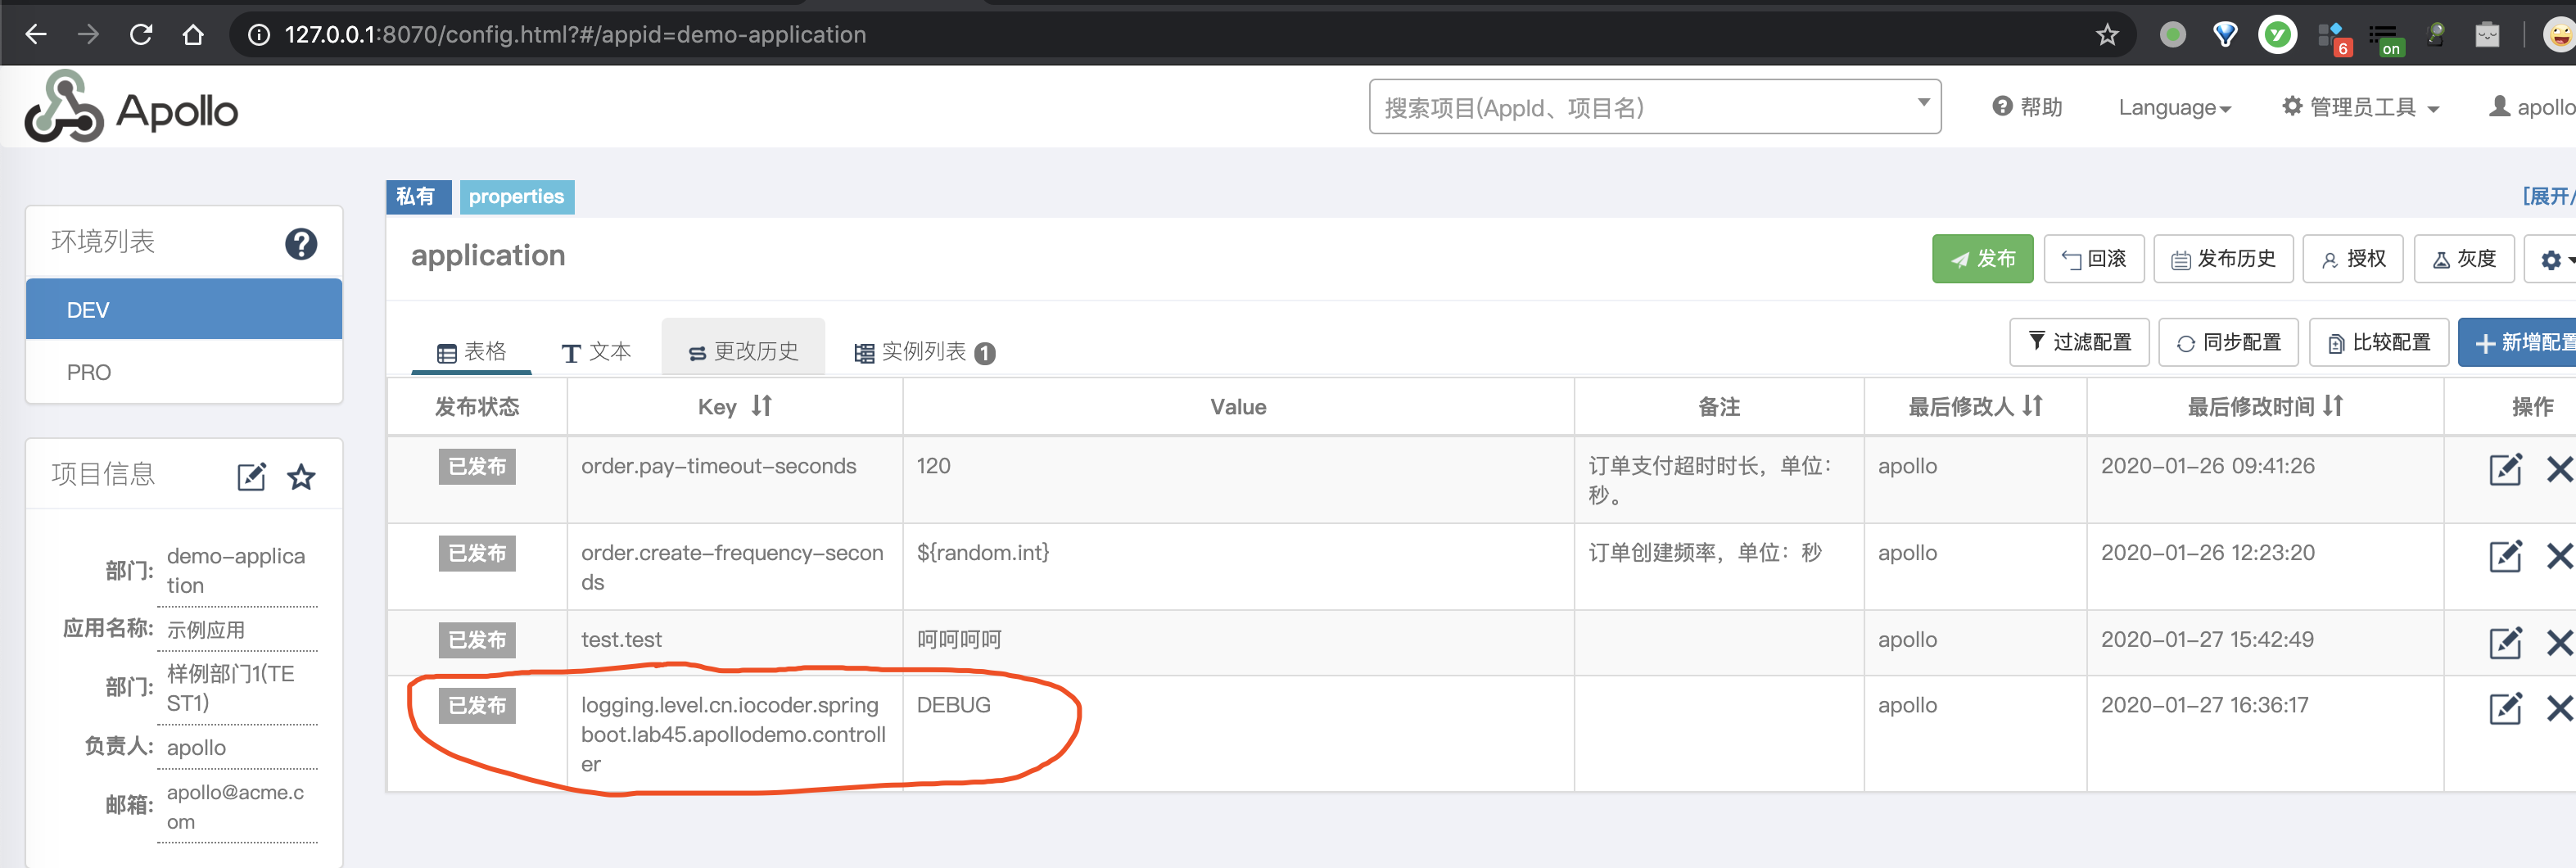 127.0.0.1:8070/config.html?#/appid=demo-application
6
on
Apollo
搜索项目(AppId、项目名)
帮助
Language
管理员工具
apollo
私有
properties
[展开/
环境列表
DEV
PRO
application
发布
回滚
发布历史
授权
灰度
表格
文本
更改历史
实例列表 1
过滤配置
同步配置
比较配置
新增配置
发布状态
Key
Value
备注
最后修改人
最后修改时间
操作
已发布
order.pay-timeout-seconds
120
订单支付超时时长，单位：
秒。
apollo
2020-01-26 09:41:26
已发布
order.create-frequency-secon
ds
${random.int}
订单创建频率，单位：秒
apollo
2020-01-26 12:23:20
已发布
test.test
呵呵呵呵
apollo
2020-01-27 15:42:49
已发布
logging.level.cn.iocoder.spring
boot.lab45.apollodemo.controll
er
DEBUG
apollo
2020-01-27 16:36:17
项目信息
部门:
demo-applica
tion
应用名称:
示例应用
部门:
样例部门1(TE
ST1)
负责人:
apollo
邮箱:
apollo@acme.c
om